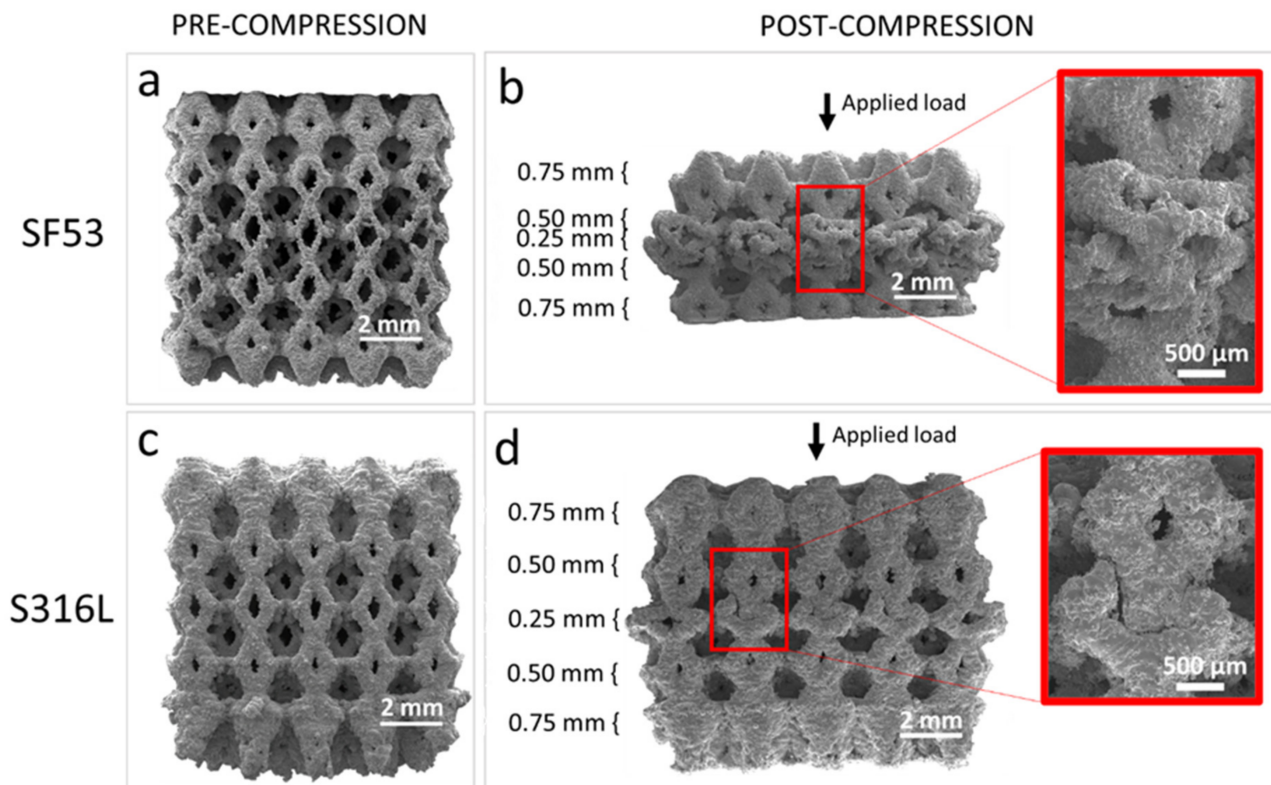 PRE-COMPRESSION
POST-COMPRESSION
SF53
a
2 mm
b
Applied load
0.75 mm {
0.50 mm {
0.25 mm {
0.50 mm {
0.75 mm {
2 mm
500 µm
S316L
c
2 mm
d
Applied load
0.75 mm {
0.50 mm {
0.25 mm {
0.50 mm {
0.75 mm {
2 mm
500 µm